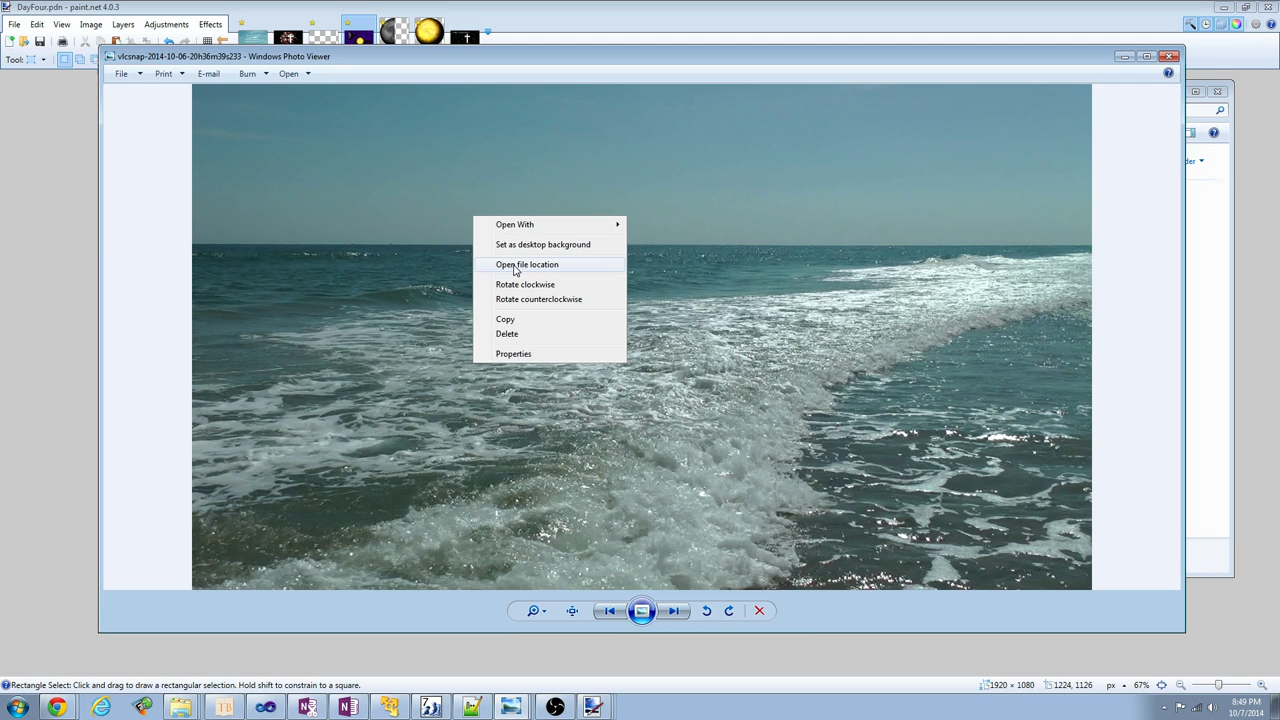 DayFour.pdn - paint.net 4.0.3
File Edit View Image Layers Adjustments Effects
Tool:
vlcsnap-2014-10-06-20h36m39s233 - Windows Photo Viewer
File Print E-mail Burn Open
der
Open With
Set as desktop background
Open file location
Rotate clockwise
Rotate counterclockwise
Copy
Delete
Properties
Rectangle Select: Click and drag to draw a rectangular selection. Hold shift to constrain to a square.
1920 × 1080 1224, 1126 px 67%
TB
8:49 PM
10/7/2014